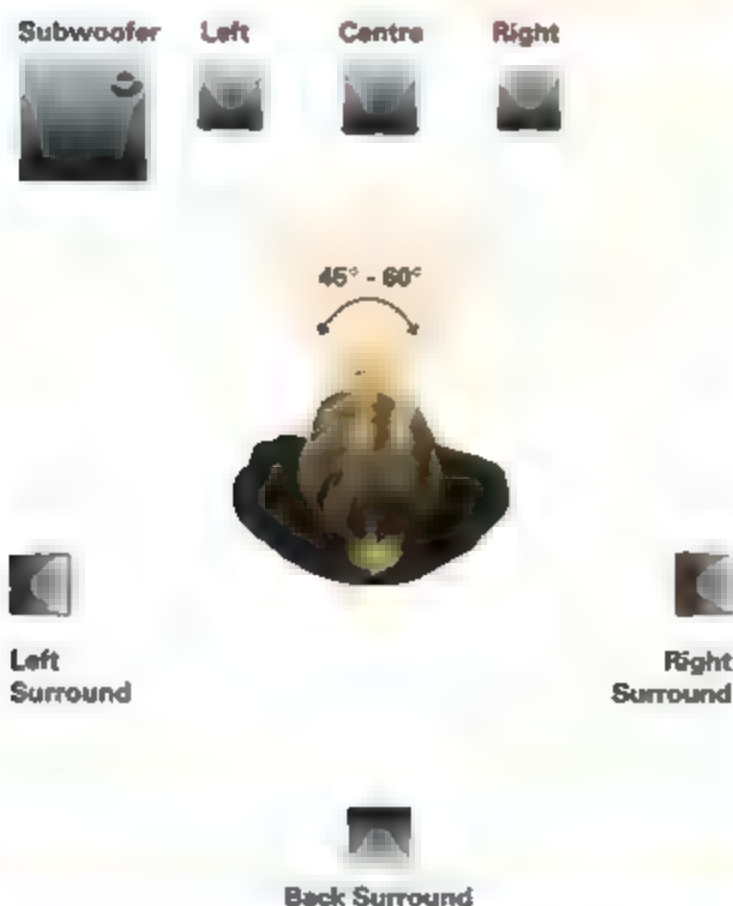 Subwoofer Left Centre Right
45° - 60°
Left
Surround
Right
Surround
Back Surround